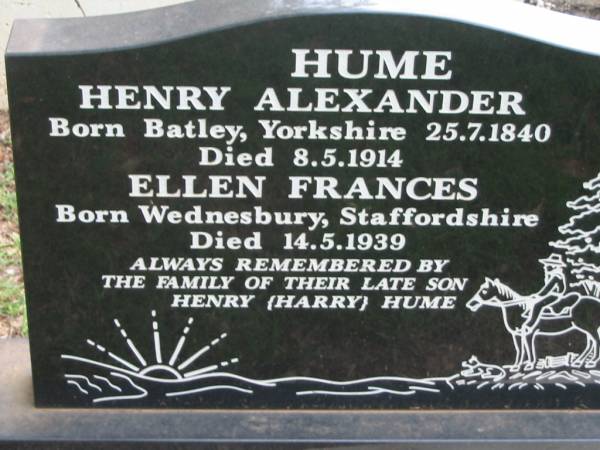 HUME
HENRY ALEXANDER
Born Batley, Yorkshire 25.7.1840
Died 8.5.1914
ELLEN FRANCES
Born Wednesbury, Staffordshire
Died 14.5.1939
ALWAYS REMEMBERED BY
THE FAMILY OF THEIR LATE SON
HENRY {HARRY} HUME